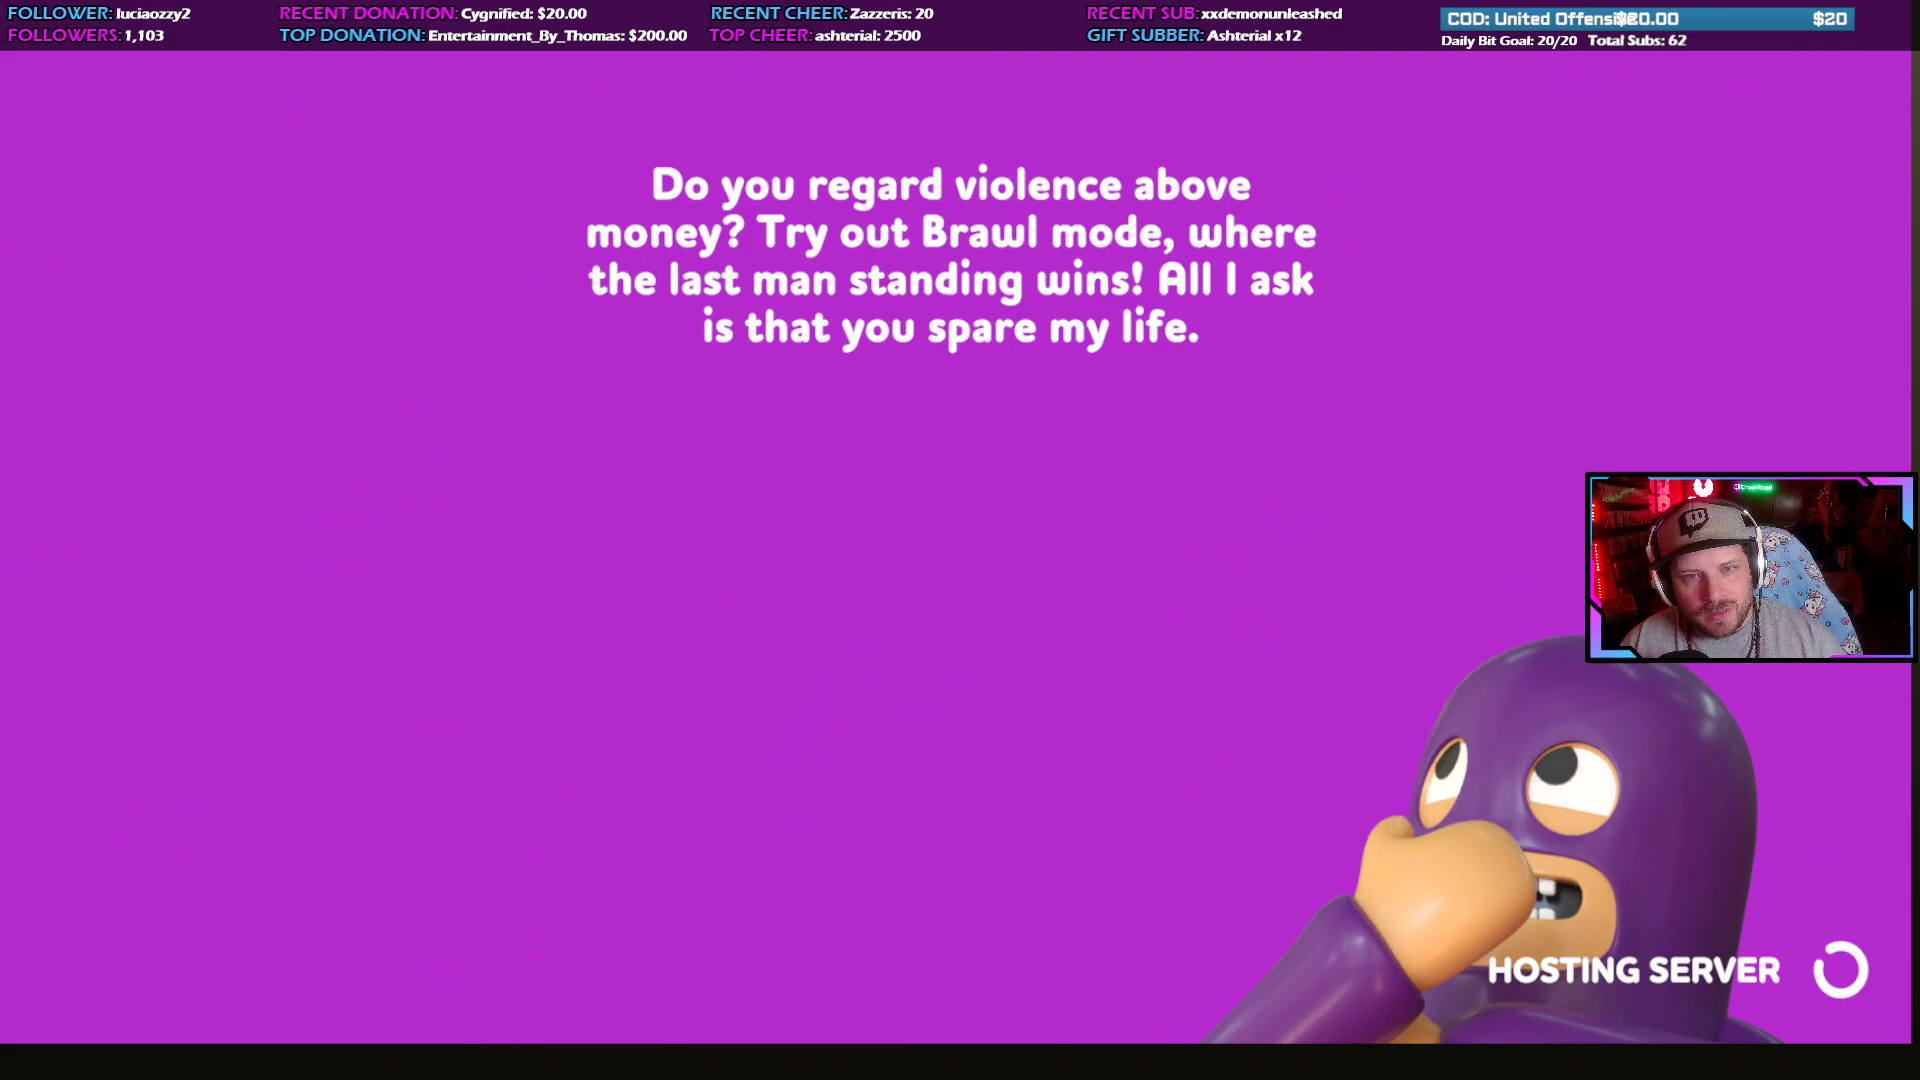 FOLLOWER: luciaozzy2
FOLLOWERS: 1,103
RECENT DONATION: Cygnified: $20.00
TOP DONATION: Entertainment_By_Thomas: $200.00
RECENT CHEER: Zazzeris: 20
TOP CHEER: ashterial: 2500
RECENT SUB: xxdemonunleashed
GIFT SUBBER: Ashterial x12
COD: United $20
Daily Bit Goal: 20/20 Total Subs: 62
Do you regard violence above
money? Try out Brawl mode, where
the last man standing wins! All I ask
is that you spare my life.
HOSTING SERVER